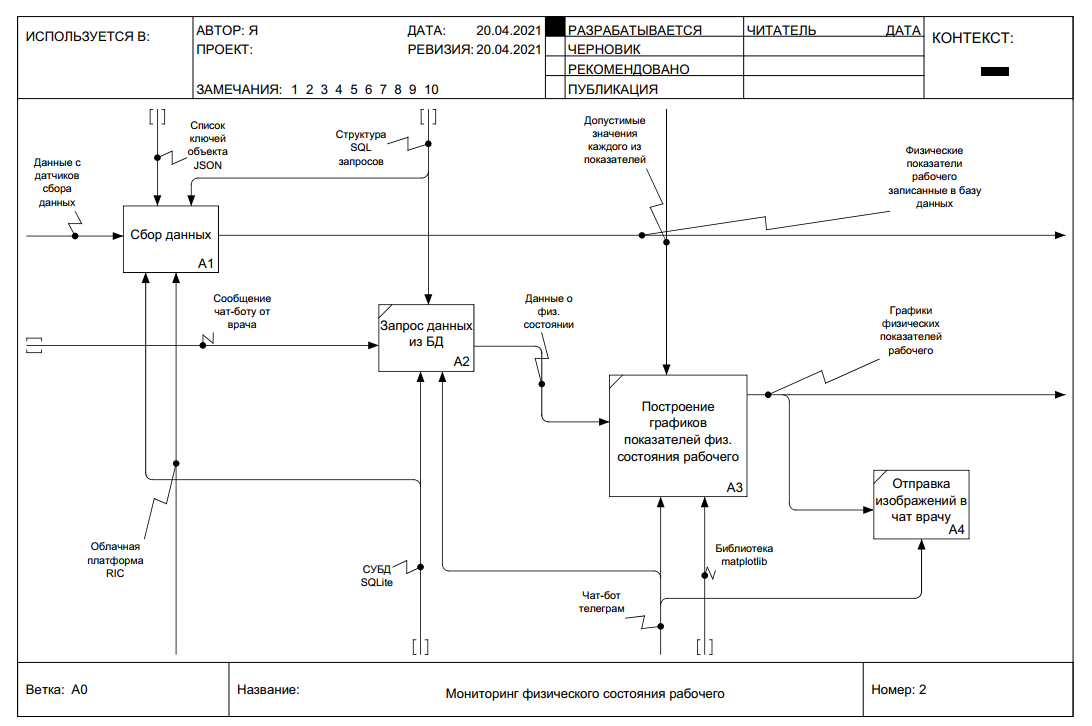 ИСПОЛЬЗУЕТСЯ В:
АВТОР: Я
ДАТА: 20.04.2021
ПРОЕКТ:
РЕВИЗИЯ: 20.04.2021
ЗАМЕЧАНИЯ: 1 2 3 4 5 6 7 8 9 10
РАЗРАБАТЫВАЕТСЯ
ЧЕРНОВИК
РЕКОМЕНДОВАНО
ПУБЛИКАЦИЯ
ЧИТАТЕЛЬ
ДАТА
КОНТЕКСТ:
Данные с
датчиков
сбора
данных
Список
ключей
объекта
JSON
Структура
SQL
запросов
Допустимые
значения
каждого из
показателей
Физические
показатели
рабочего
записанные в базу
данных
Сбор данных
A1
Сообщение
чат-боту от
врача
Запрос данных
из БД
A2
Данные о
физ.
состоянии
Графики
физических
показателей
рабочего
Построение
графиков
показателей физ.
состояния рабочего
A3
Отправка
изображений в
чат врачу
A4
Облачная
платформа
RIC
СУБД
SQLite
Чат-бот
телеграм
Библиотека
matplotlib
Ветка: A0
Название:
Мониторинг физического состояния рабочего
Номер: 2